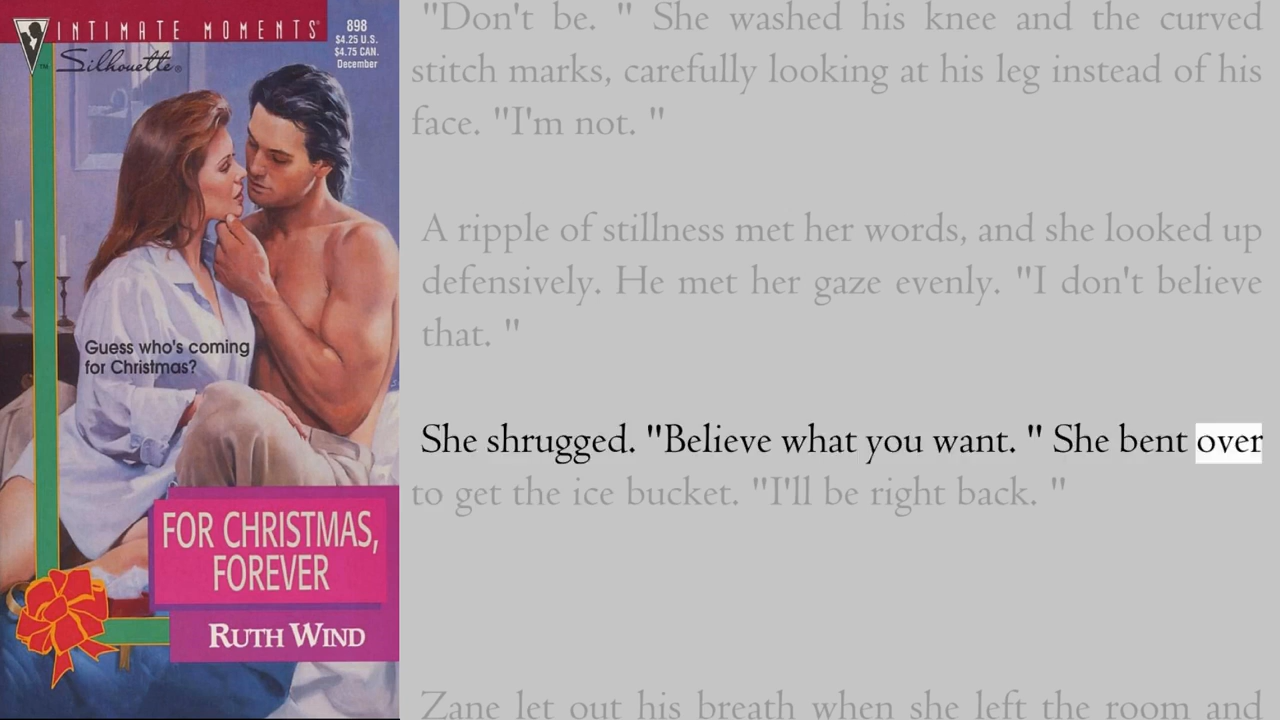 INTIMATE MOMENTS®
898
$4.25 U.S.
$4.75 CAN.
December
™ Silhouette®
Guess who's coming
for Christmas?
FOR CHRISTMAS,
FOREVER
RUTH WIND
"Don't be. " She washed his knee and the curved
stitch marks, carefully looking at his leg instead of his
face. "I'm not. "
A ripple of stillness met her words, and she looked up
defensively. He met her gaze evenly. "I don't believe
that. "
She shrugged. "Believe what you want. " She bent over
to get the ice bucket. "I'll be right back. "
Zane let out his breath when she left the room and